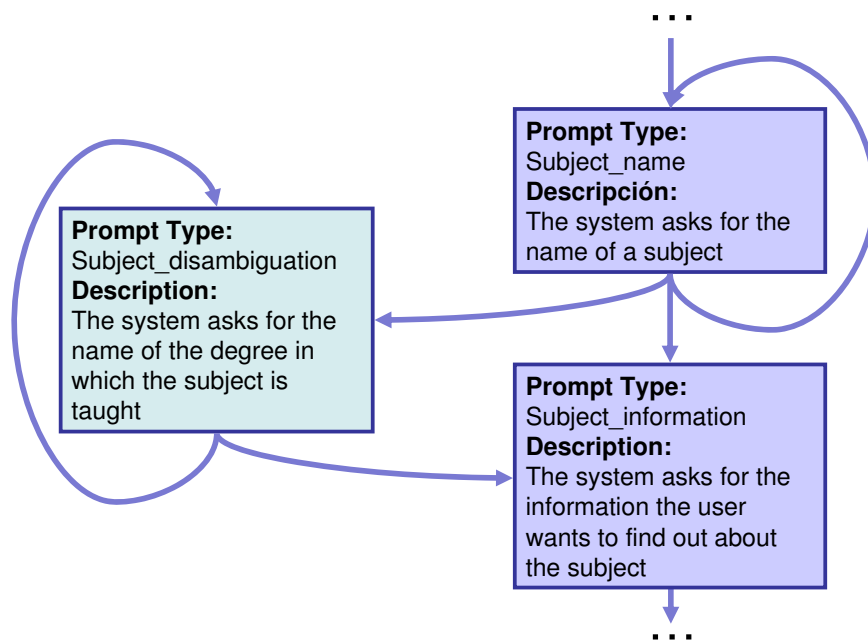 ...
Prompt Type:
Subject_name
Descripción:
The system asks for the
name of a subject
Prompt Type:
Subject_disambiguation
Description:
The system asks for the
name of the degree in
which the subject is
taught
Prompt Type:
Subject_information
Description:
The system asks for the
information the user
wants to find out about
the subject
...